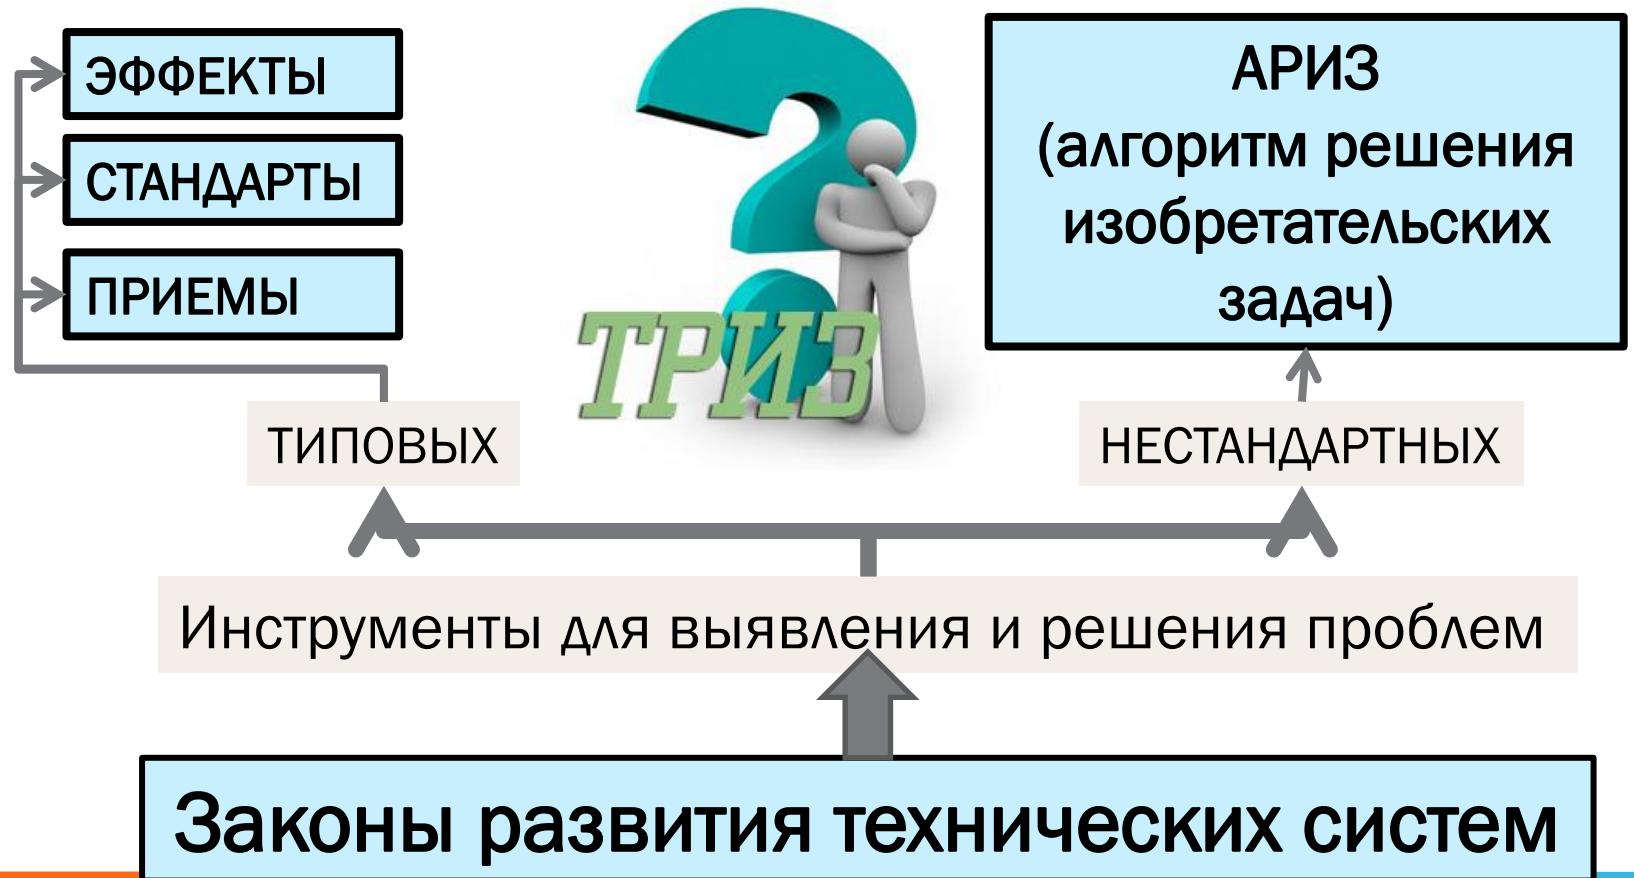 ЭФФЕКТЫ
СТАНДАРТЫ
ПРИЕМЫ
ТРИЗ
АРИЗ
(алгоритм решения
изобретательских
задач)
ТИПОВЫХ
НЕСТАНДАРТНЫХ
Инструменты для выявления и решения проблем
Законы развития технических систем